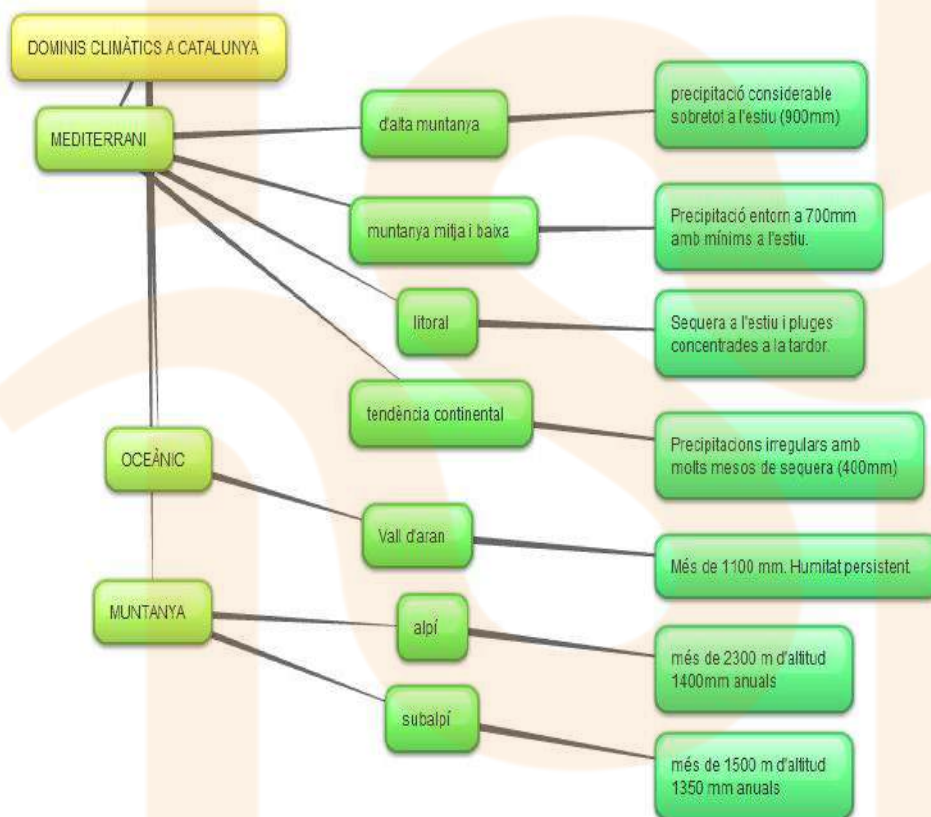 DOMINIS CLIMÀTICS A CATALUNYA
MEDITERRANI
d'alta muntanya
precipitació considerable
sobretot a l'estiu (900mm)
muntanya mitja i baixa
Precipitació entorn a 700mm
amb mínims a l'estiu.
litoral
Sequera a l'estiu i pluges
concentrades a la tardor.
tendència continental
Precipitacions irregulars amb
molts mesos de sequera (400mm)
OCEÀNIC
Vall d'aran
Més de 1100 mm. Humitat persistent.
MUNTANYA
alpí
més de 2300 m d'altitud
1400mm anuals
subalpí
més de 1500 m d'altitud
1350 mm anuals